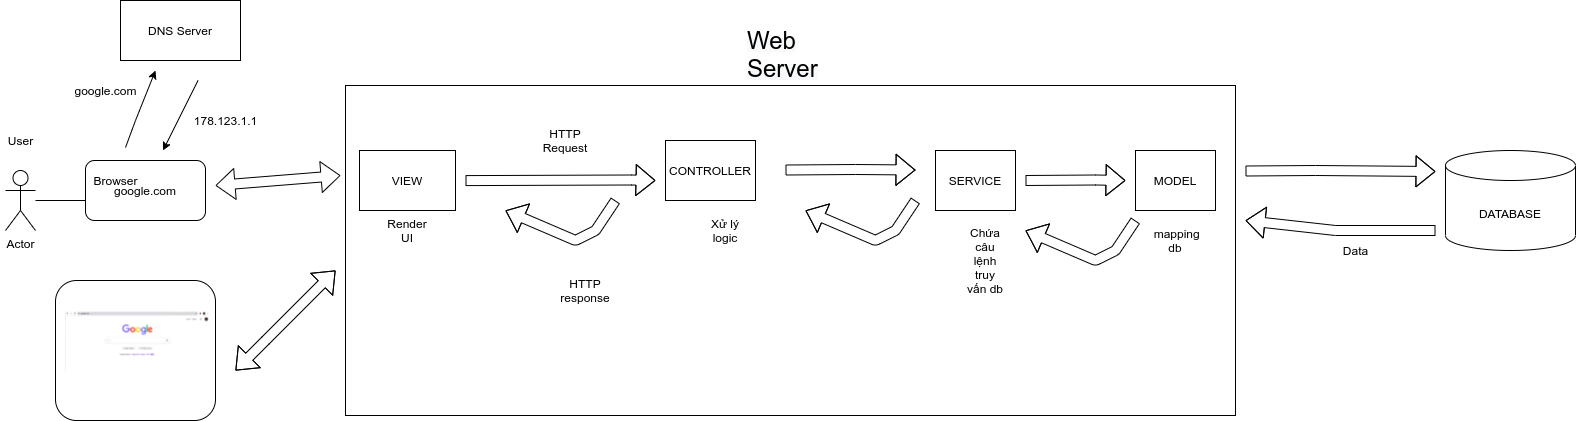 DNS Server
Web
Server
google.com
178.123.1.1
User
HTTP
Request
Browser
google.com
VIEW
CONTROLLER
SERVICE
MODEL
DATABASE
Actor
Render
UI
Xử lý
logic
Chứa
câu
lệnh
truy
vấn db
mapping
db
Data
HTTP
response
Google